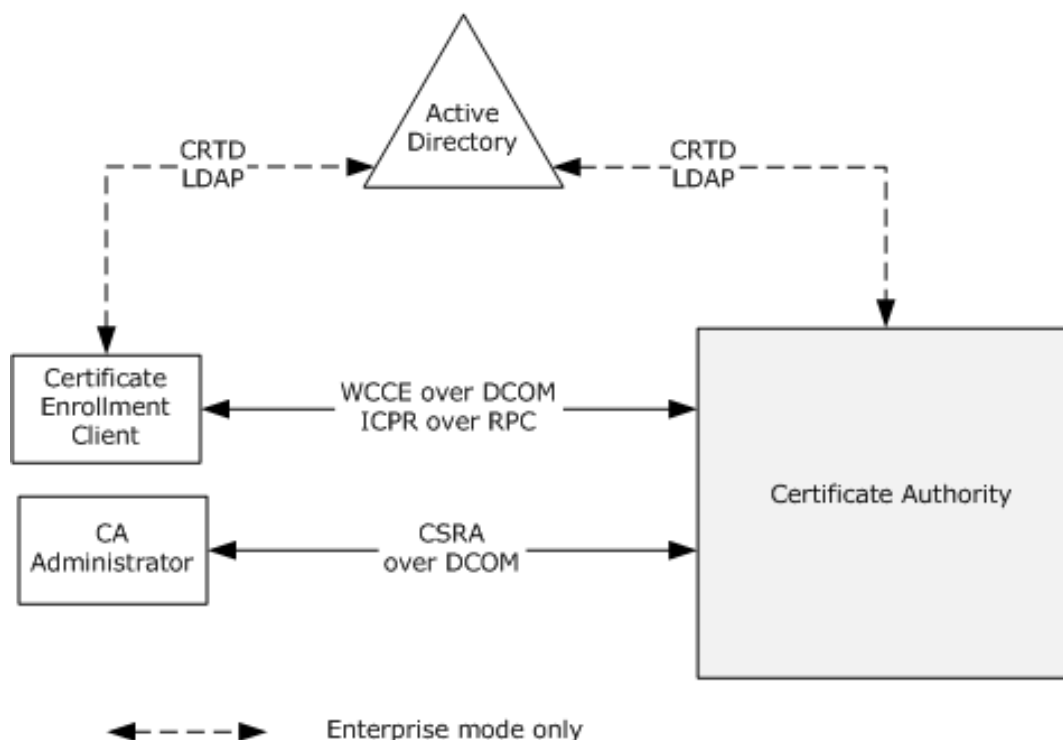 Active
Directory
CRTD
LDAP
CRTD
LDAP
Certificate
Enrollment
Client
WCCE over DCOM
ICPR over RPC
Certificate Authority
CA
Administrator
CSRA
over DCOM
Enterprise mode only